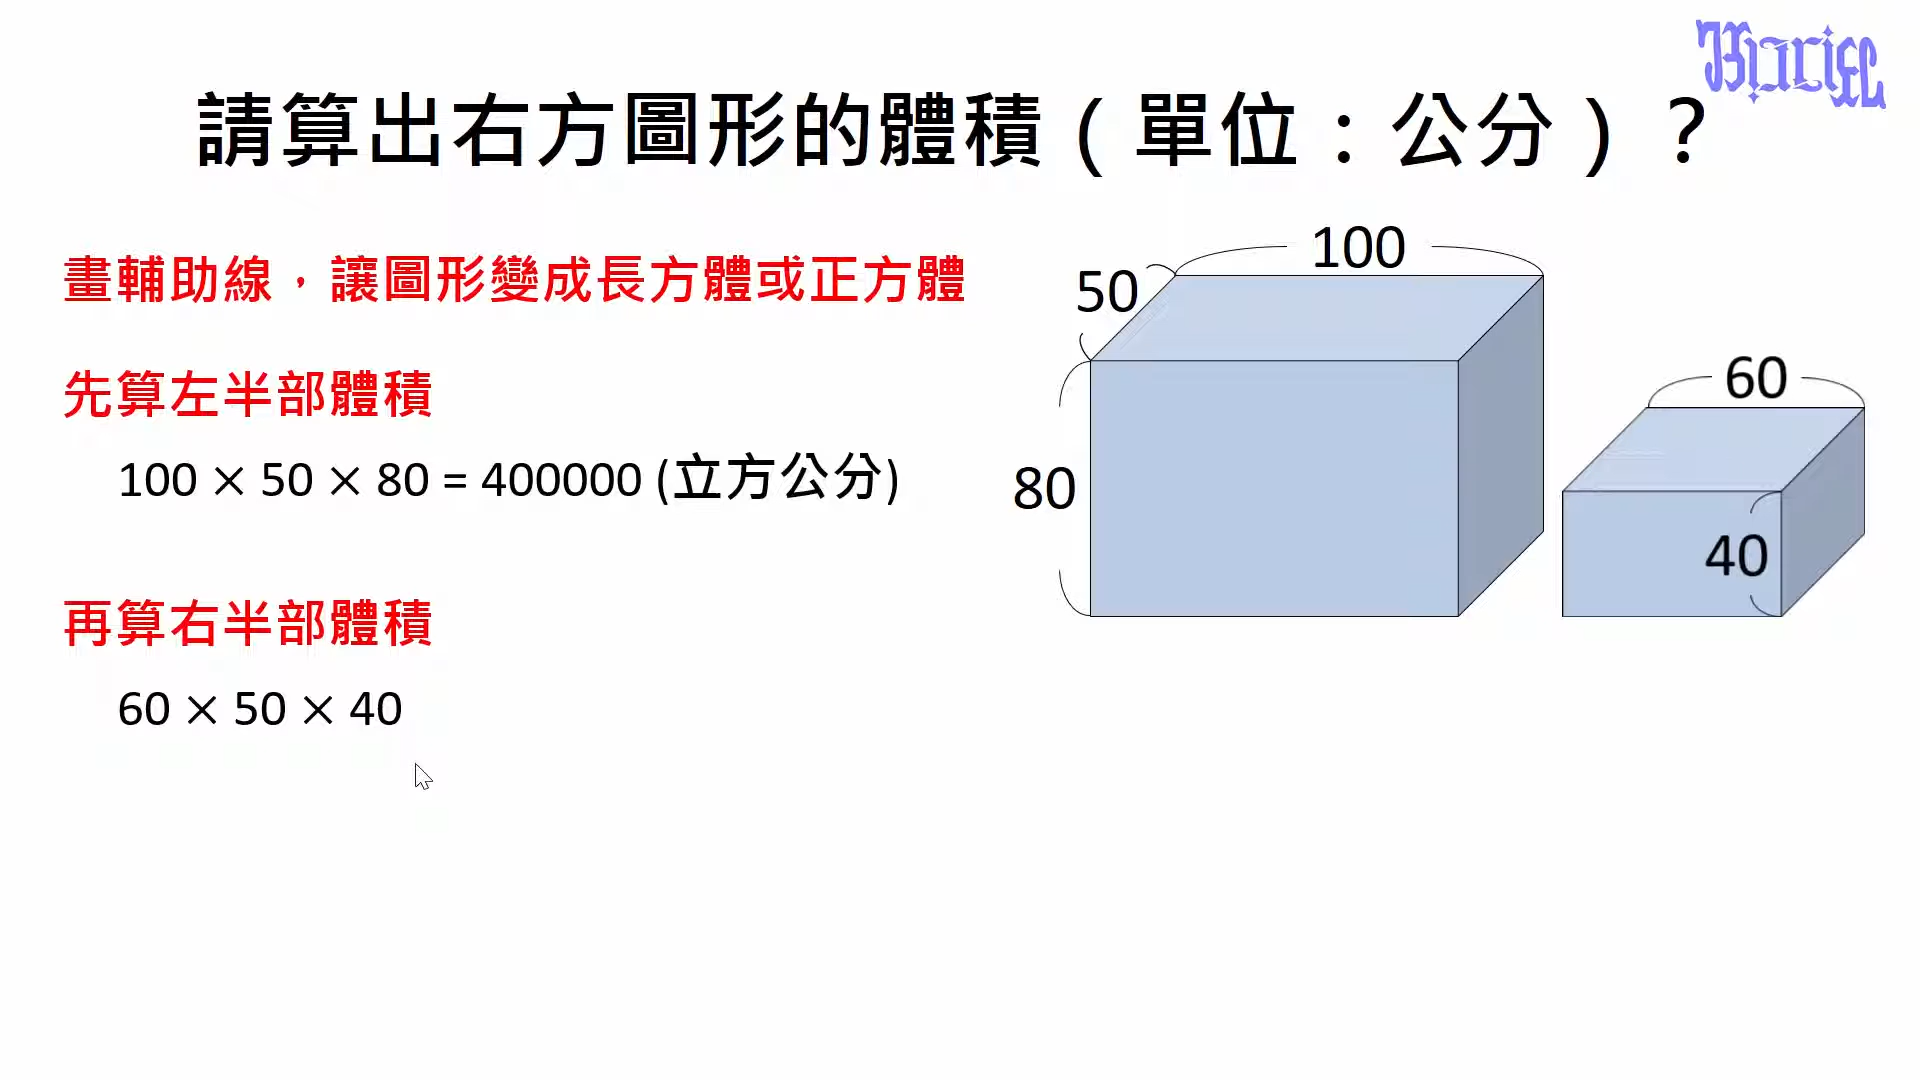 請算出右方圖形的體積（單位：公分）？
畫輔助線，讓圖形變成長方體或正方體
先算左半部體積
100 × 50 × 80 = 400000 (立方公分)
再算右半部體積
60 × 50 × 40
100
50
80
60
40